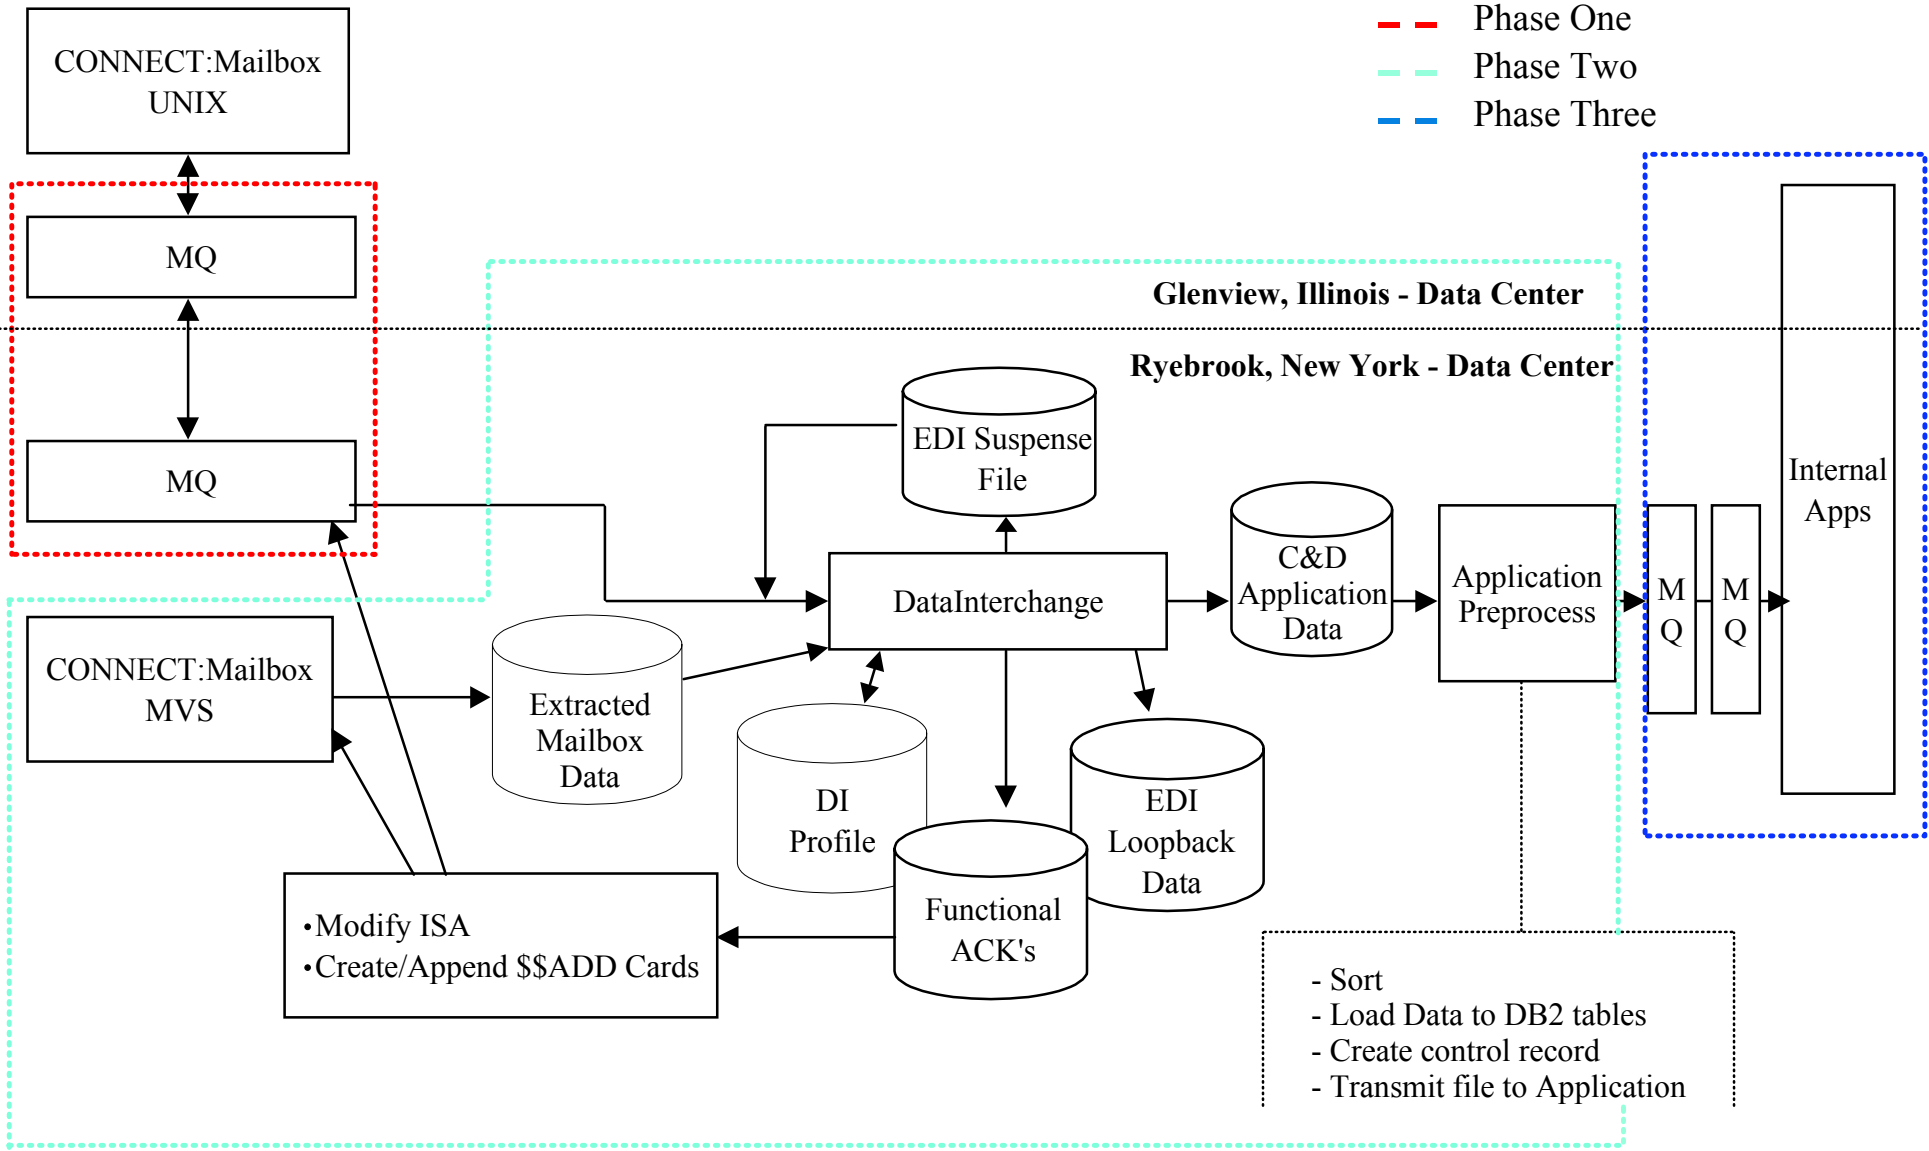 Phase One
Phase Two
Phase Three
CONNECT:Mailbox
UNIX
MQ
Glenview, Illinois - Data Center
Ryebrook, New York - Data Center
MQ
EDI Suspense
File
Internal
Apps
C&D
Application
Data
DataInterchange
Application
Preprocess
M
Q
M
Q
CONNECT:Mailbox
MVS
Extracted
Mailbox
Data
DI
Profile
EDI
Loopback
Data
Functional
ACK's
•Modify ISA
•Create/Append $$ADD Cards
- Sort
- Load Data to DB2 tables
- Create control record
- Transmit file to Application